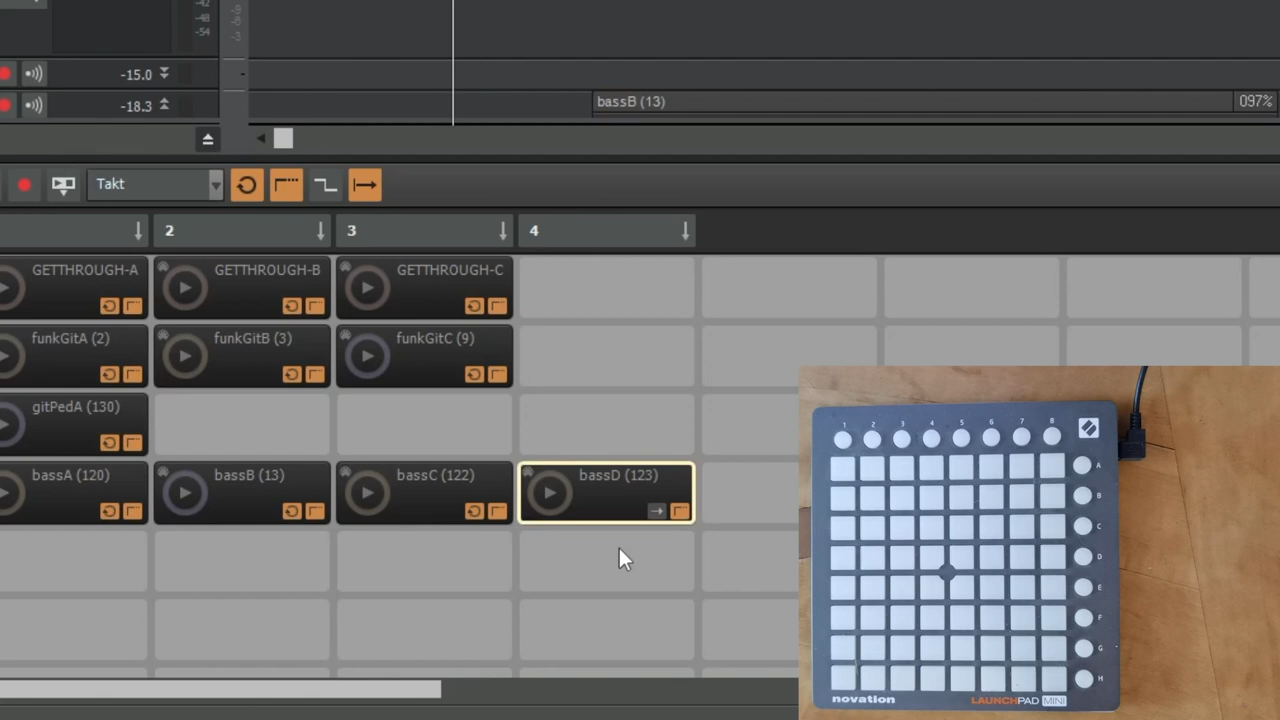 -42
-48
-54
-15.0
-18.3
bassB (13)
097%
Takt
2
3
4
GETTHROUGH-A
GETTHROUGH-B
GETTHROUGH-C
funkGitA (2)
funkGitB (3)
funkGitC (9)
gitPedA (130)
bassA (120)
bassB (13)
bassC (122)
bassD (123)
1 2 3 4 5 6 7 8
A
B
C
D
E
F
G
H
novation
LAUNCHPAD MINI